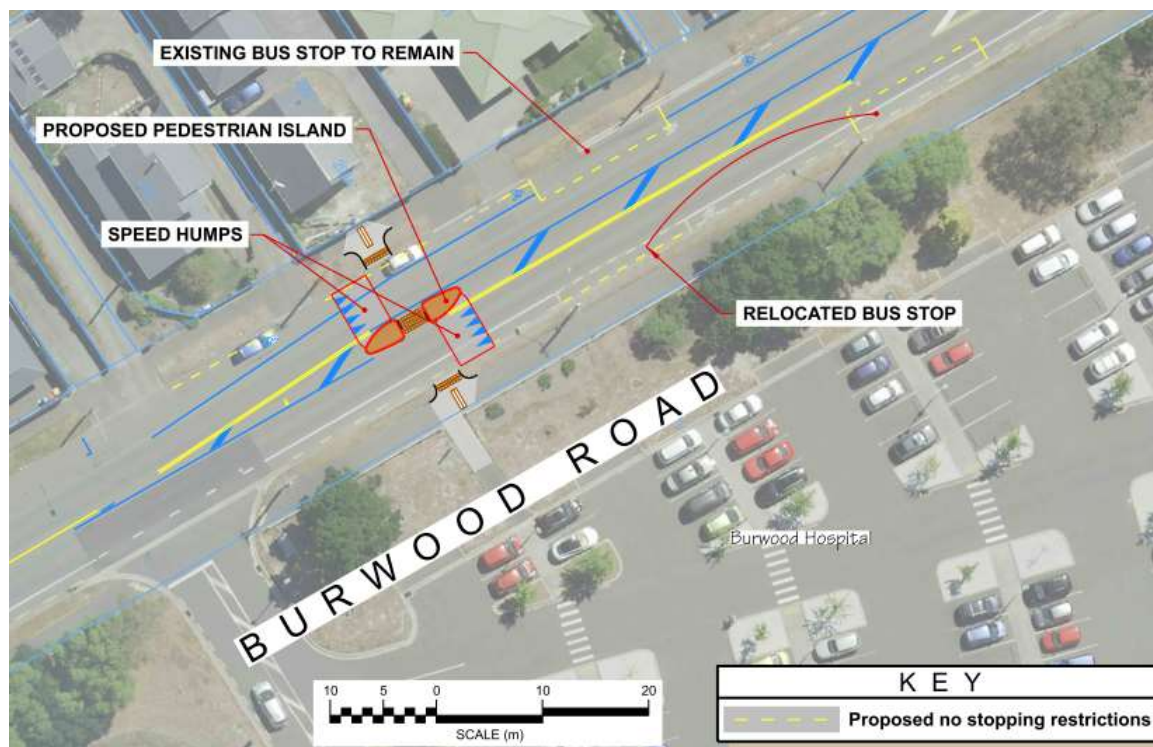 EXISTING BUS STOP TO REMAIN
PROPOSED PEDESTRIAN ISLAND
SPEED HUMPS
RELOCATED BUS STOP
BURWOOD ROAD
Burwood Hospital
10 5 0 10 20
SCALE (m)
KEY
Proposed no stopping restrictions